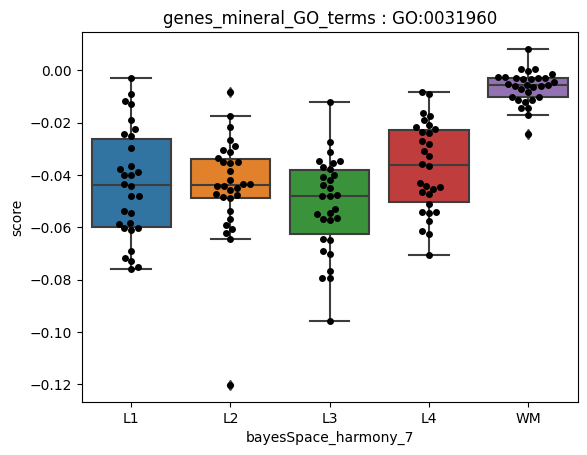 genes_mineral_GO_terms : GO:0031960
0.00
−0.02
−0.04
−0.06
−0.08
−0.10
−0.12
score
L1 L2 L3 L4 WM
bayesSpace_harmony_7